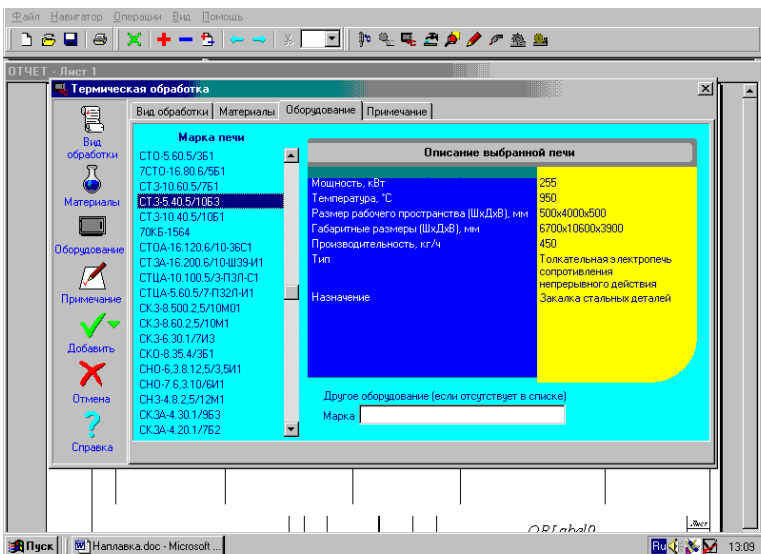 Файл Навигатор Операции Вид Помощь
ОТЧЕТ - Лист 1
Термическая обработка
Вид обработки Материалы Оборудование Примечание
Вид
обработки
Материалы
Оборудование
Примечание
Добавить
Отмена
Справка
Марка печи
СТО-5.60.5/3Б1
7СТО-16.80.6/5Б1
СТЗ-10.60.5/7Б1
СТЗ-5.40.5/10Б3
СТЗ-10.40.5/10Б1
70КБ-1564
СТОА-16.120.6/10-36С1
СТЗА-16.200.6/10-Ш39-И1
СТЦА-10.100.5/3-ПЗЛ-С1
СТЦА-5.60.5/7-П32Л-И1
СКЗ-8.500.2,5/10М01
СКЗ-8.60.2,5/10М1
СКЗ-6.30.1/7И3
СКО-8.35.4/3Б1
СНО-6,3.8.12,5/3,5И1
СНО-7.6,3.10/6И1
СНЗ-4.8.2,5/12М1
СКЗА-4.30.1/9Б3
СКЗА-4.20.1/7Б2
Описание выбранной печи
Мощность, кВт 255
Температура, °С 950
Размер рабочего пространства (ШхДхВ), мм 500х4000х500
Габаритные размеры (ШхДхВ), мм 6700х10600х3900
Производительность, кг/ч 450
Тип Толкательная электропечь
сопротивления
непрерывного действия
Назначение Закалка стальных деталей
Другое оборудование (если отсутствует в списке)
Марка
QRLabel0
Лист
Пуск Наплавка.doc - Microsoft ... Ru 13:09